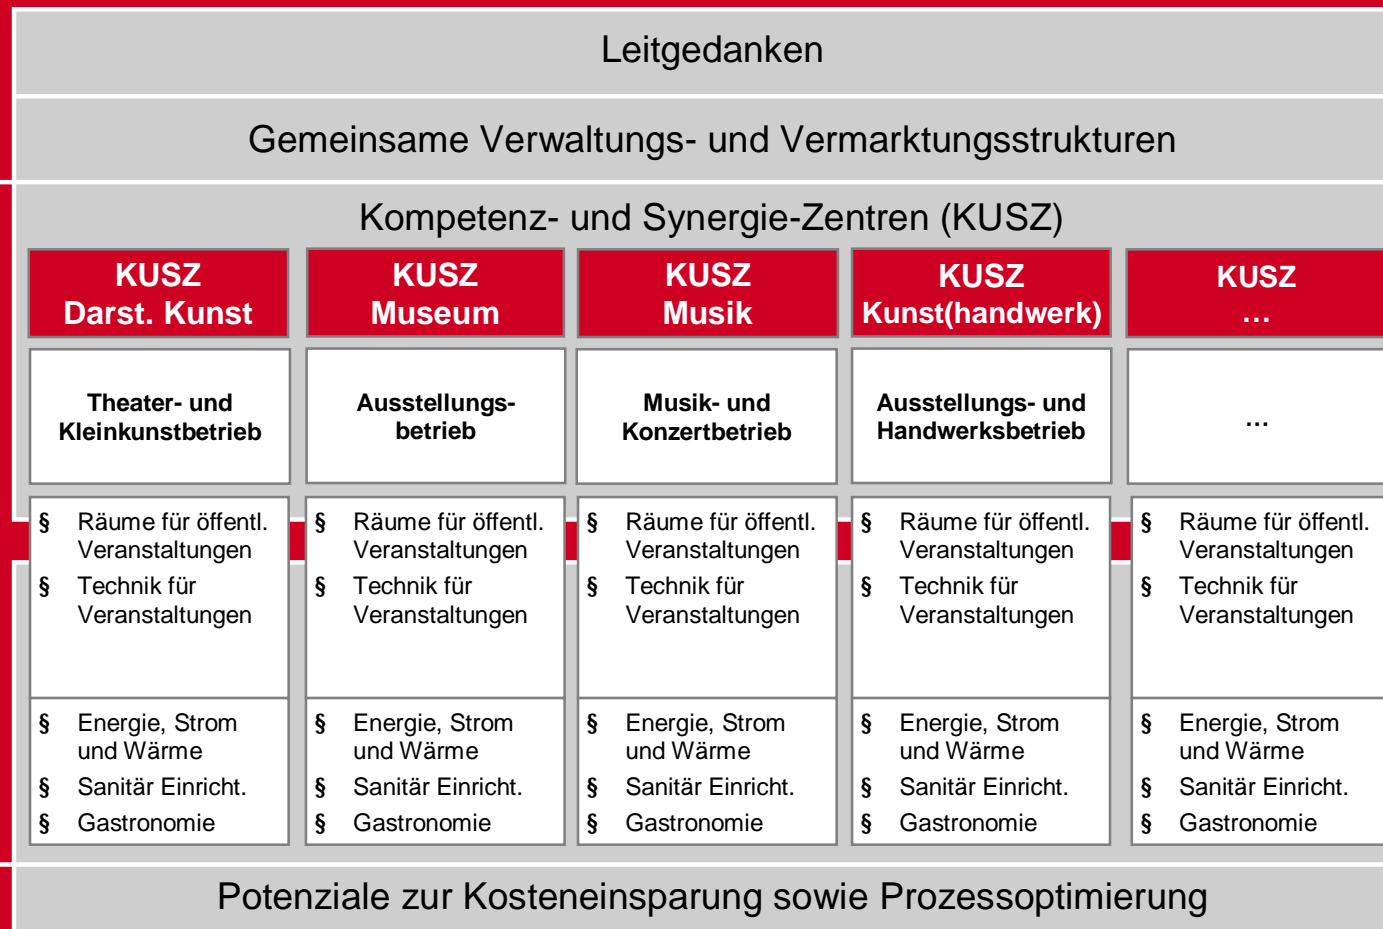 Leitgedanken
Gemeinsame Verwaltungs- und Vermarktungsstrukturen
Kompetenz- und Synergie-Zentren (KUSZ)
KUSZ
Darst. Kunst
KUSZ
Museum
KUSZ
Musik
KUSZ
Kunst(handwerk)
KUSZ
…
Theater- und
Kleinkunstbetrieb
Ausstellungs-
betrieb
Musik- und
Konzertbetrieb
Ausstellungs- und
Handwerksbetrieb
…
§ Räume für öffentl.
Veranstaltungen
§ Technik für
Veranstaltungen
§ Räume für öffentl.
Veranstaltungen
§ Technik für
Veranstaltungen
§ Räume für öffentl.
Veranstaltungen
§ Technik für
Veranstaltungen
§ Räume für öffentl.
Veranstaltungen
§ Technik für
Veranstaltungen
§ Räume für öffentl.
Veranstaltungen
§ Technik für
Veranstaltungen
§ Energie, Strom
und Wärme
§ Sanitär Einricht.
§ Gastronomie
§ Energie, Strom
und Wärme
§ Sanitär Einricht.
§ Gastronomie
§ Energie, Strom
und Wärme
§ Sanitär Einricht.
§ Gastronomie
§ Energie, Strom
und Wärme
§ Sanitär Einricht.
§ Gastronomie
§ Energie, Strom
und Wärme
§ Sanitär Einricht.
§ Gastronomie
Potenziale zur Kosteneinsparung sowie Prozessoptimierung